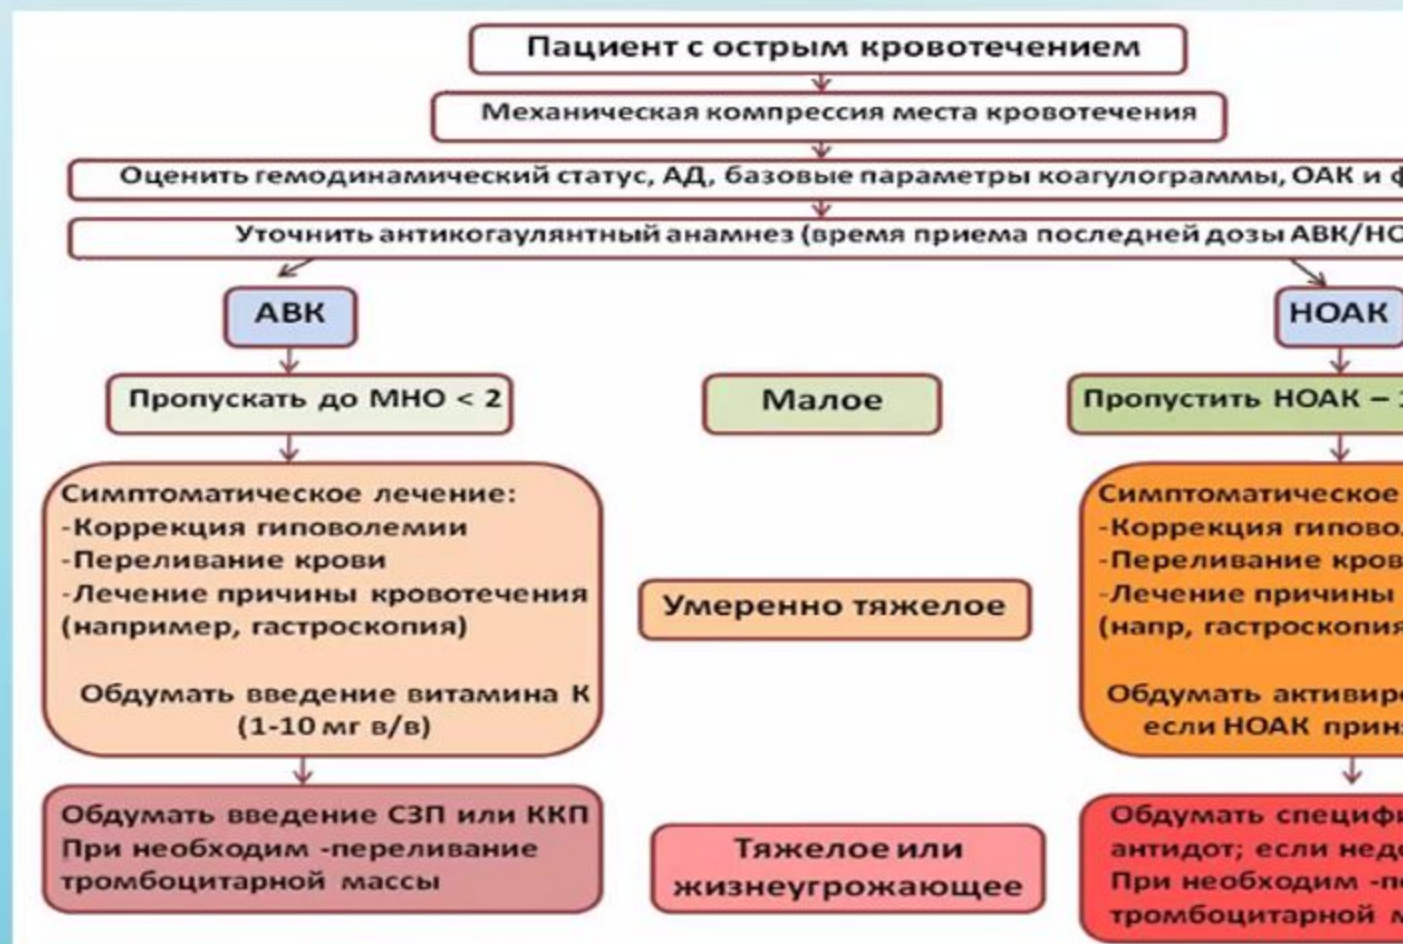 Пациент с острым кровотечением
Механическая компрессия места кровотечения
Оценить гемодинамический статус, АД, базовые параметры коагулограммы, ОАК и
Уточнить антикогаулянтный анамнез (время приема последней дозы АВК/НО
АВК
НОАК
Пропускать до МНО < 2
Малое
Пропустить НОАК –
Симптоматическое лечение:
-Коррекция гиповолемии
-Переливание крови
-Лечение причины кровотечения
(например, гастроскопия)
Обдумать введение витамина К
(1-10 мг в/в)
Умеренно тяжелое
Симптоматическое
-Коррекция гипово
-Переливание кров
-Лечение причины
(напр, гастроскопия
Обдумать активир
если НОАК прин
Обдумать введение СЗП или ККП
При необходим -переливание
тромбоцитарной массы
Тяжелое или
жизнеугрожающее
Обдумать специф
антидот; если нед
При необходим -п
тромбоцитарной